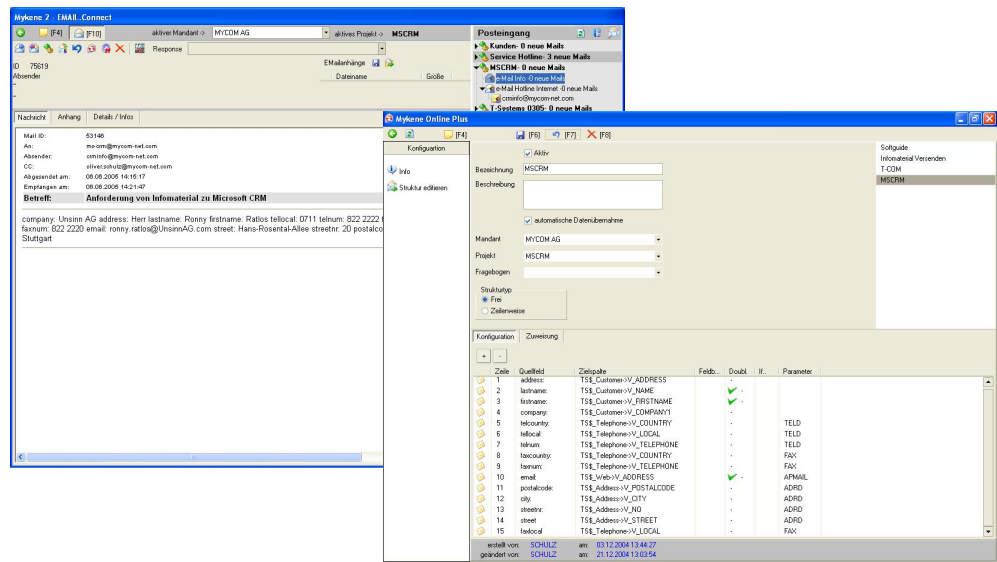 Mykene 2 - EMAIL.Connect
[F4] [F10] aktiver Mandant -> MYCOM AG aktives Projekt -> MSCRM
Response
ID 75619
Absender
EMailanhänge
Dateiname Größe
Posteingang
Kunden- 0 neue Mails
Service Hotline- 3 neue Mails
MSCRM- 0 neue Mails
e-Mail Info -0 neue Mails
e-Mail Hotline Internet -0 neue Mails
crminfo@mycom-net.com
T-Systems 0305- 0 neue Mails
Nachricht Anhang Details / Infos
Mail ID: 53146
An: ms-crm@mycom-net.com
Absender: crminfo@mycom-net.com
CC: oliver.schulz@mycom-net.com
Abgesendet am: 06.06.2005 14:15:17
Empfangen am: 06.06.2005 14:21:47
Betreff: Anforderung von Infomaterial zu Microsoft CRM
company: Unsinn AG address: Herr lastname: Ronny firstname: Ratlos tellocal: 0711 telnum: 822 2222
faxnum: 822 2220 email: ronny.ratlos@UnsinnAG.com street: Hans-Rosental-Allee streetnr: 20 postalco
Stuttgart
Mykene Online Plus
[F4] [F6] [F7] [F8]
Konfiguartion
Info
Struktur editieren
Aktiv
Bezeichnung MSCRM
Beschreibung
automatische Datenübernahme
Mandant MYCOM AG
Projekt MSCRM
Fragebogen
Strukturtyp
Frei
Zeilenweise
Softguide
Infomaterial Versenden
T-COM
MSCRM
Konfiguration Zuweisung
+ -
Zeile Quellfeld Zielspalte Feldb... Doubl. If.. Parameter
1 address: TS$_Customer->V_ADDRESS -
2 lastname: TS$_Customer->V_NAME -
3 firstname: TS$_Customer->V_FIRSTNAME -
4 company: TS$_Customer->V_COMPANY1 -
5 telcountry: TS$_Telephone->V_COUNTRY - TELD
6 tellocal: TS$_Telephone->V_LOCAL - TELD
7 telnum: TS$_Telephone->V_TELEPHONE - TELD
8 faxcountry: TS$_Telephone->V_COUNTRY - FAX
9 faxnum: TS$_Telephone->V_TELEPHONE - FAX
10 email: TS$_Web->V_ADDRESS - APMAIL
11 postalcode: TS$_Address->V_POSTALCODE - ADRD
12 city: TS$_Address->V_CITY - ADRD
13 streetnr: TS$_Address->V_NO - ADRD
14 street TS$_Address->V_STREET - ADRD
15 faxlocal TS$_Telephone->V_LOCAL - FAX
erstellt von: SCHULZ am: 03.12.2004 13:44:27
geändert von: SCHULZ am: 21.12.2004 13:03:54